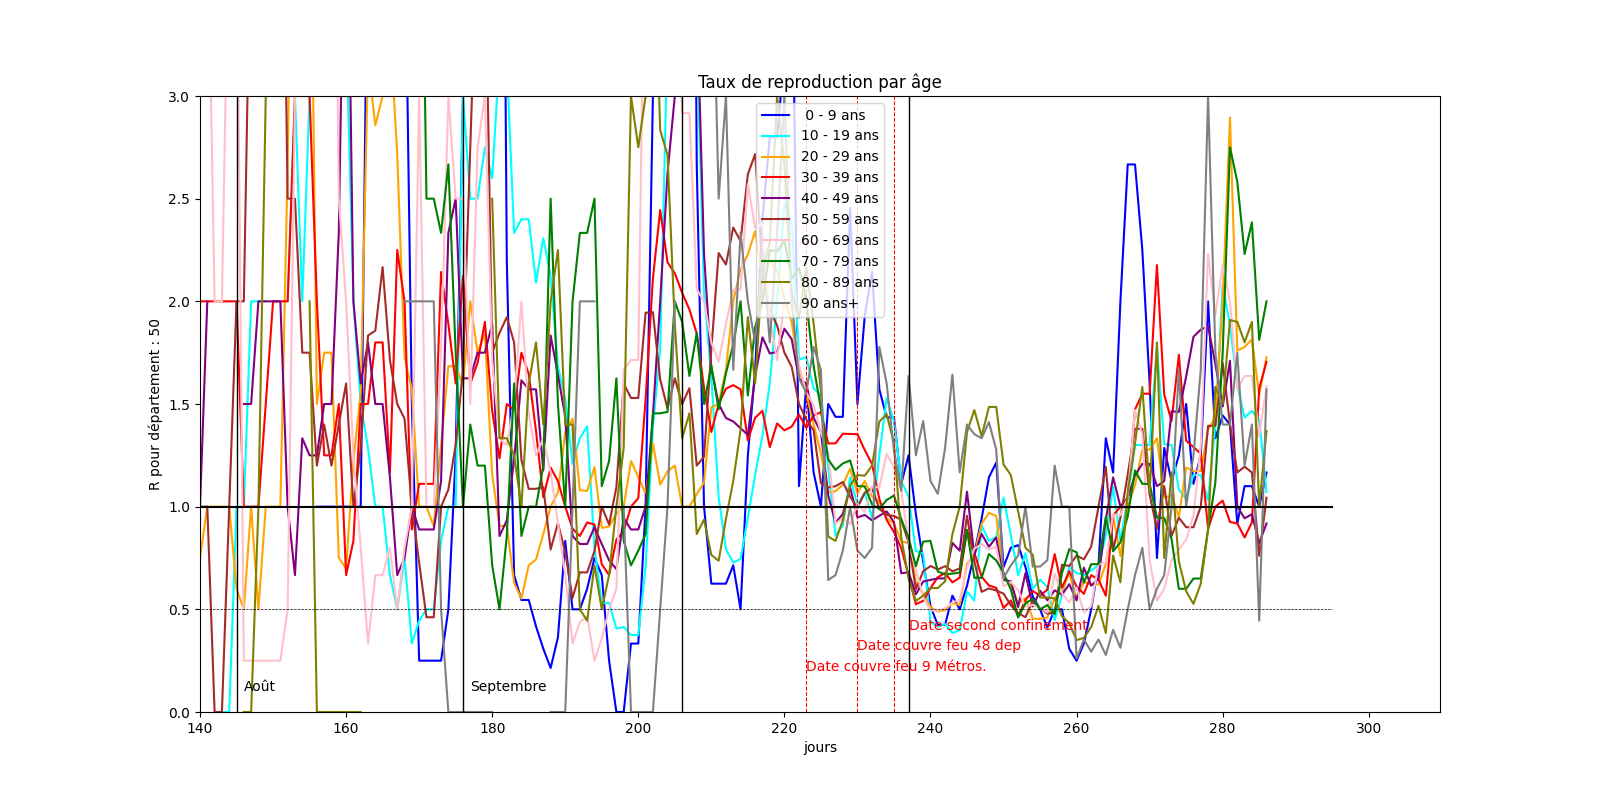 Taux de reproduction par âge
R pour département : 50
3.0
2.5
2.0
1.5
1.0
0.5
0.0
0 - 9 ans
10 - 19 ans
20 - 29 ans
30 - 39 ans
40 - 49 ans
50 - 59 ans
60 - 69 ans
70 - 79 ans
80 - 89 ans
90 ans+
Date second confinement
Date couvre feu 48 dep
Date couvre feu 9 Métros.
Août
Septembre
140 160 180 200 220 240 260 280 300
jours